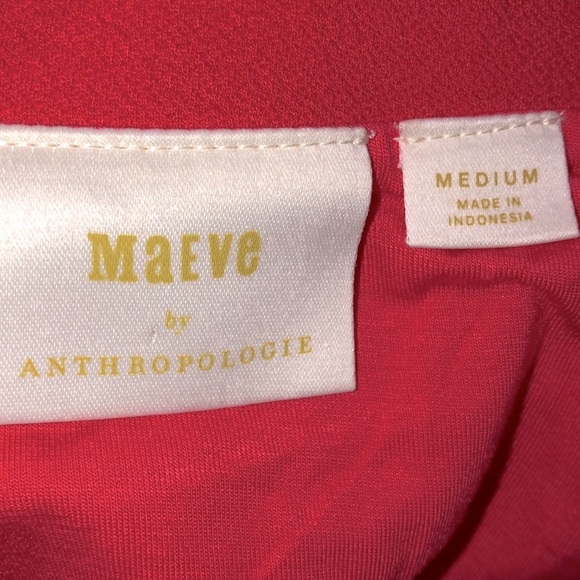 MaEve
by
ANTHROPOLOGIE
MEDIUM
MADE IN
INDONESIA